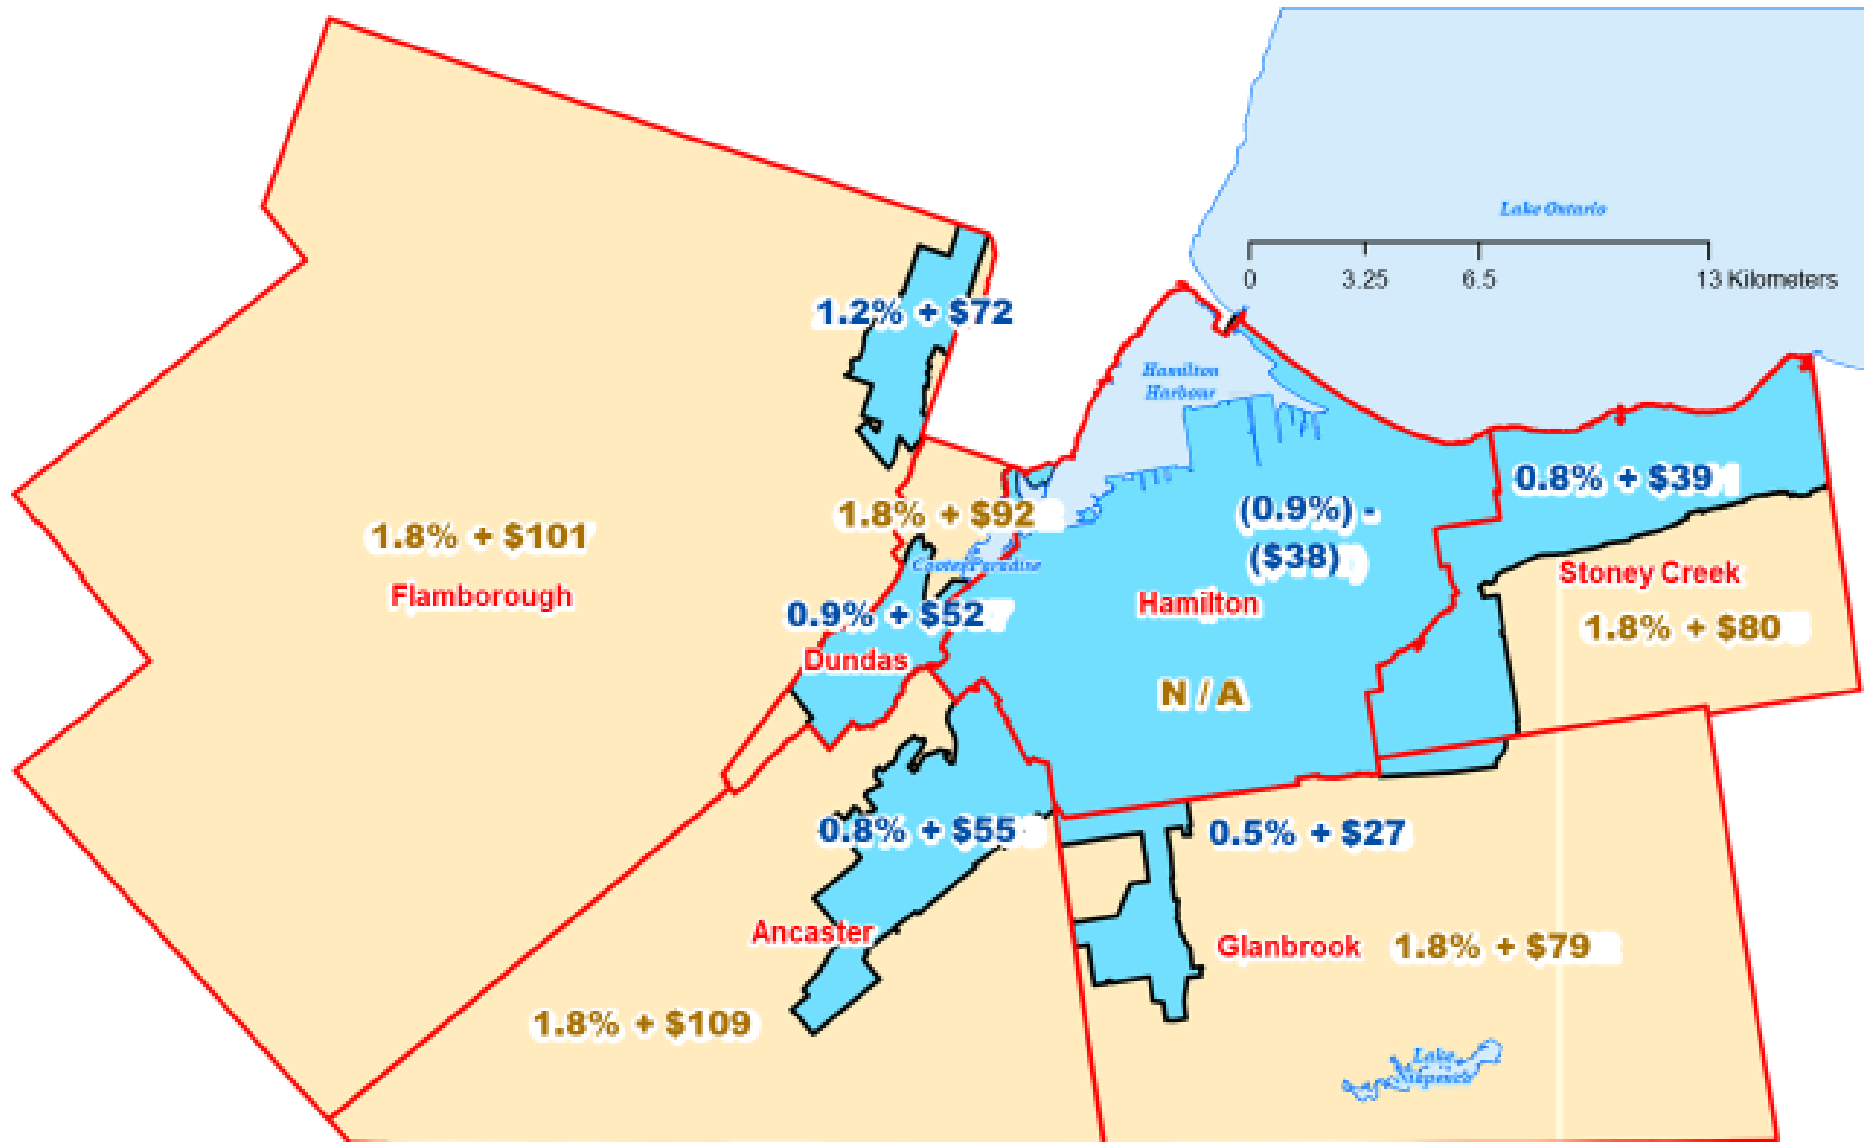 Lake Ontario
0 3.25 6.5 13 Kilometers
1.2% + $72
Hamilton
Harbour
0.8% + $39
1.8% + $92
(0.9%) -
($38)
1.8% + $101
Flamborough
Stoney Creek
Hamilton
0.9% + $52
1.8% + $80
Dundas
N / A
0.8% + $55
0.5% + $27
Ancaster
Glanbrook 1.8% + $79
1.8% + $109
Lake